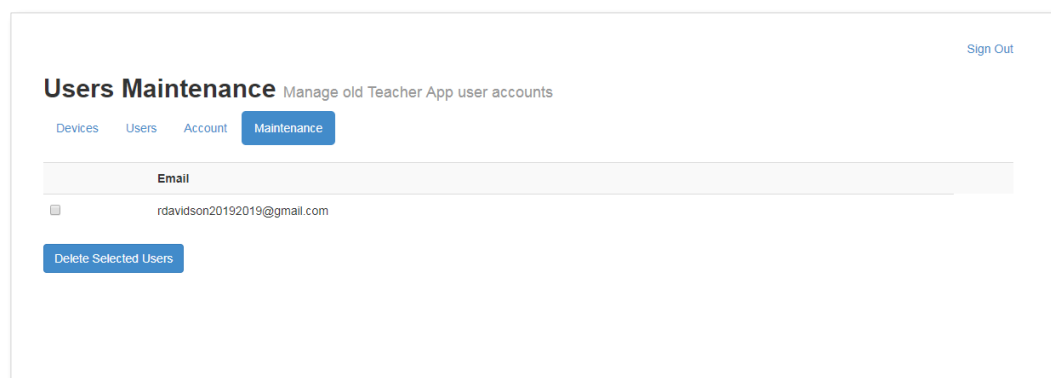 Sign Out
Users Maintenance Manage old Teacher App user accounts
Devices Users Account Maintenance
Email
rdavidson20192019@gmail.com
Delete Selected Users